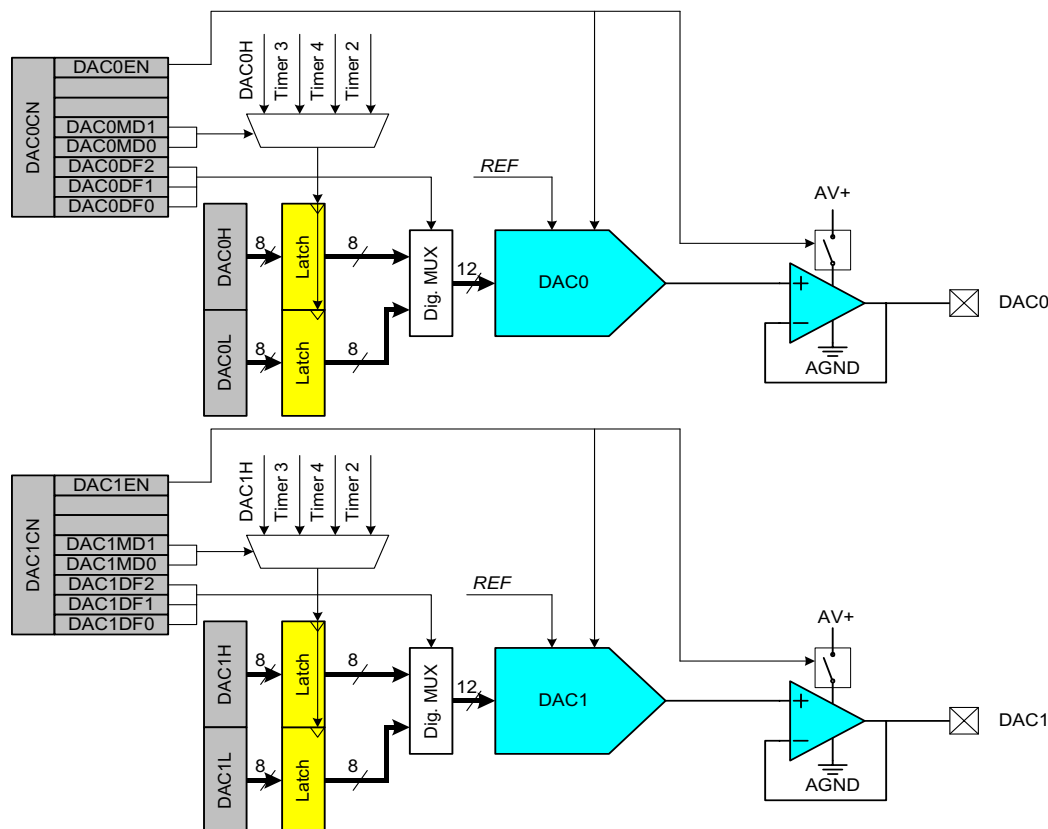 DAC0CN
DAC0EN
DAC0MD1
DAC0MD0
DAC0DF2
DAC0DF1
DAC0DF0
DAC0H
Timer 3
Timer 4
Timer 2
REF
AV+
DAC0H
8
Latch
8
Dig. MUX
12
DAC0
+
−
DAC0
DAC0L
8
Latch
8
AGND
DAC1CN
DAC1EN
DAC1MD1
DAC1MD0
DAC1DF2
DAC1DF1
DAC1DF0
DAC1H
Timer 3
Timer 4
Timer 2
REF
AV+
DAC1H
8
Latch
8
Dig. MUX
12
DAC1
+
−
DAC1
DAC1L
8
Latch
8
AGND